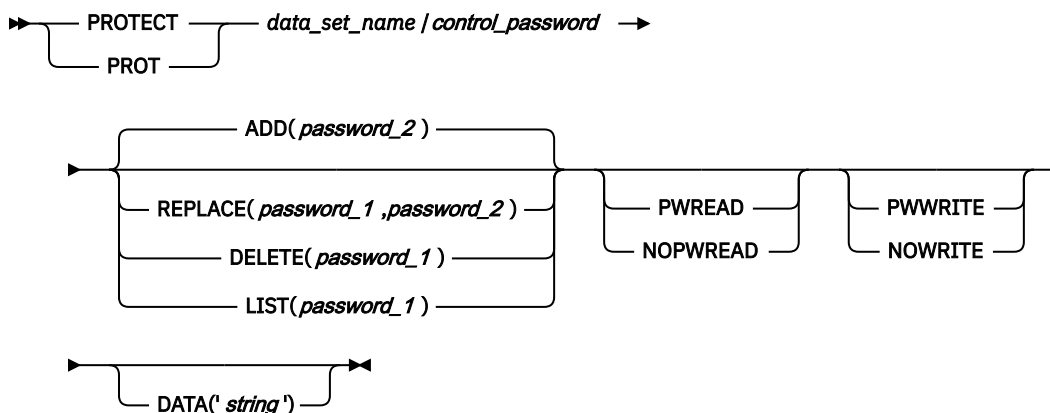 PROTECT data_set_name / control_password
PROT
ADD( password_2 )
REPLACE( password_1 ,password_2 )
PWREAD PWWRITE
DELETE( password_1 )
NOPWREAD NOWRITE
LIST( password_1 )
DATA(' string ')